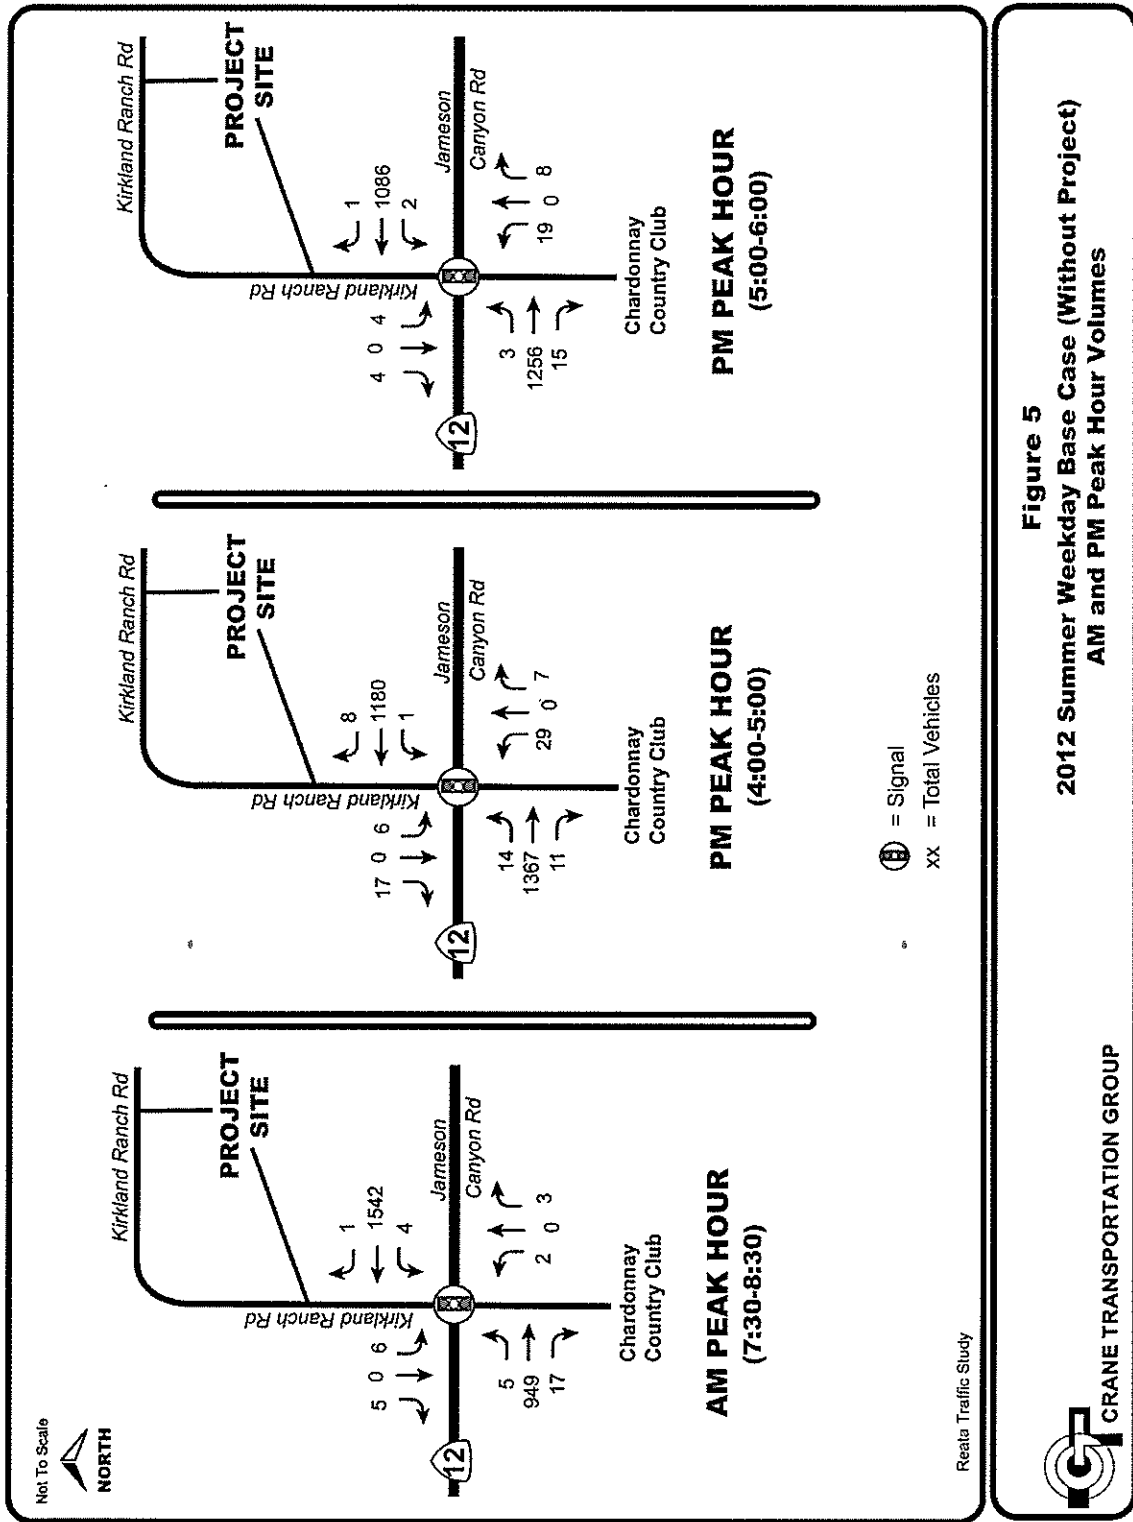 Not To Scale
NORTH
Kirkland Ranch Rd
PROJECT
SITE
Kirkland Ranch Rd
1
1542
4
5 0 6
Jameson
Canyon Rd
12
5
949
17
2 0 3
Chardonnay
Country Club
AM PEAK HOUR
(7:30-8:30)
Kirkland Ranch Rd
PROJECT
SITE
Kirkland Ranch Rd
8
1180
1
17 0 6
Jameson
Canyon Rd
12
14
1367
11
29 0 7
Chardonnay
Country Club
PM PEAK HOUR
(4:00-5:00)
Kirkland Ranch Rd
PROJECT
SITE
Kirkland Ranch Rd
1
1086
2
4 0 4
Jameson
Canyon Rd
12
3
1256
15
19 0 8
Chardonnay
Country Club
PM PEAK HOUR
(5:00-6:00)
= Signal
xx = Total Vehicles
Reata Traffic Study
Figure 5
2012 Summer Weekday Base Case (Without Project)
AM and PM Peak Hour Volumes
CRANE TRANSPORTATION GROUP